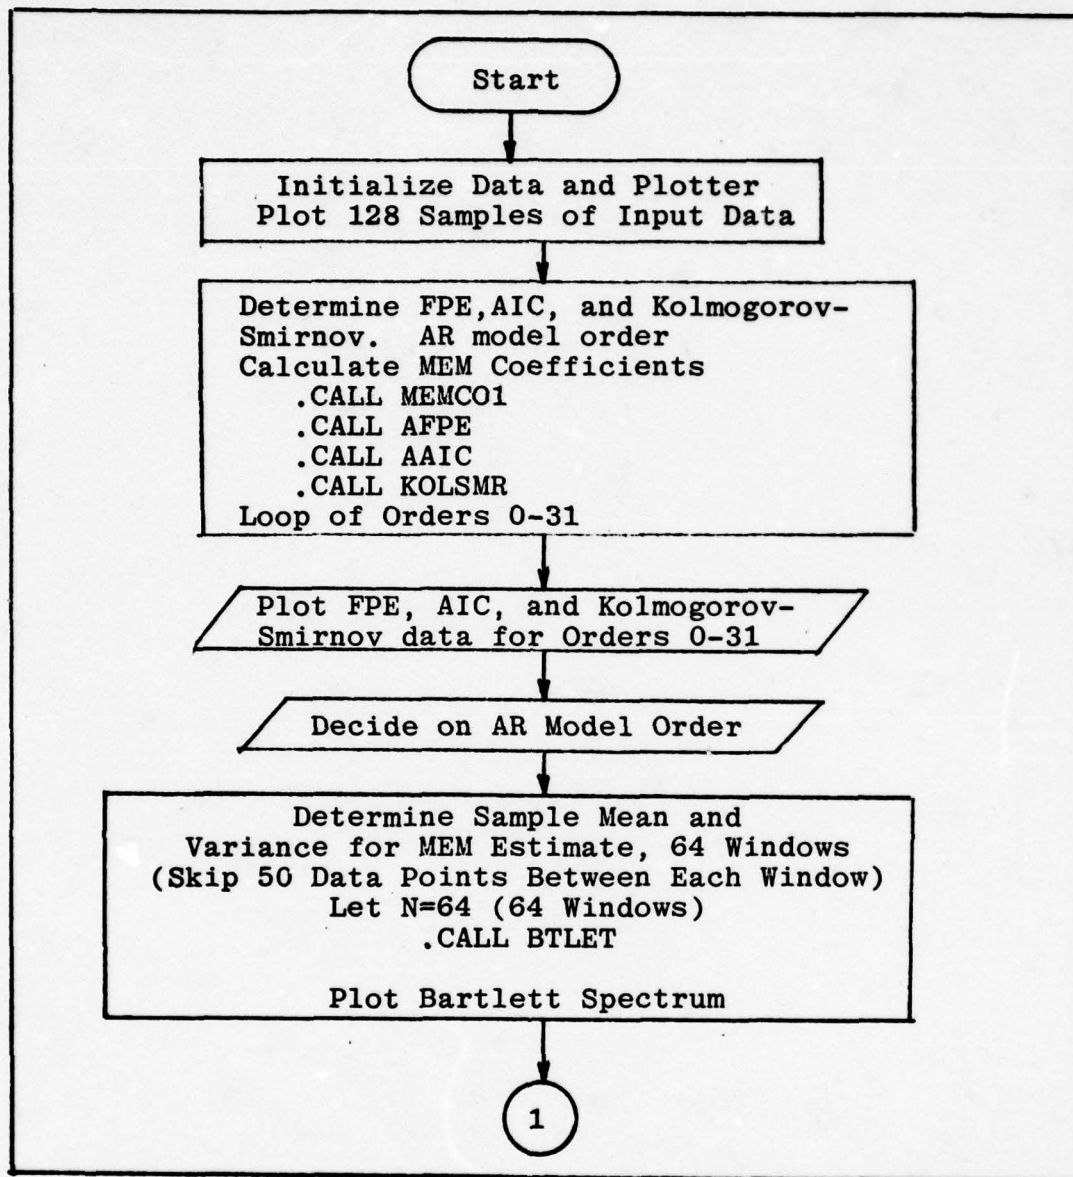 Start
Initialize Data and Plotter
Plot 128 Samples of Input Data
Determine FPE,AIC, and Kolmogorov-
Smirnov. AR model order
Calculate MEM Coefficients
.CALL MEMCO1
.CALL AFPE
.CALL AAIC
.CALL KOLSMR
Loop of Orders 0-31
Plot FPE, AIC, and Kolmogorov-
Smirnov data for Orders 0-31
Decide on AR Model Order
Determine Sample Mean and
Variance for MEM Estimate, 64 Windows
(Skip 50 Data Points Between Each Window)
Let N=64 (64 Windows)
.CALL BTLET
Plot Bartlett Spectrum
1